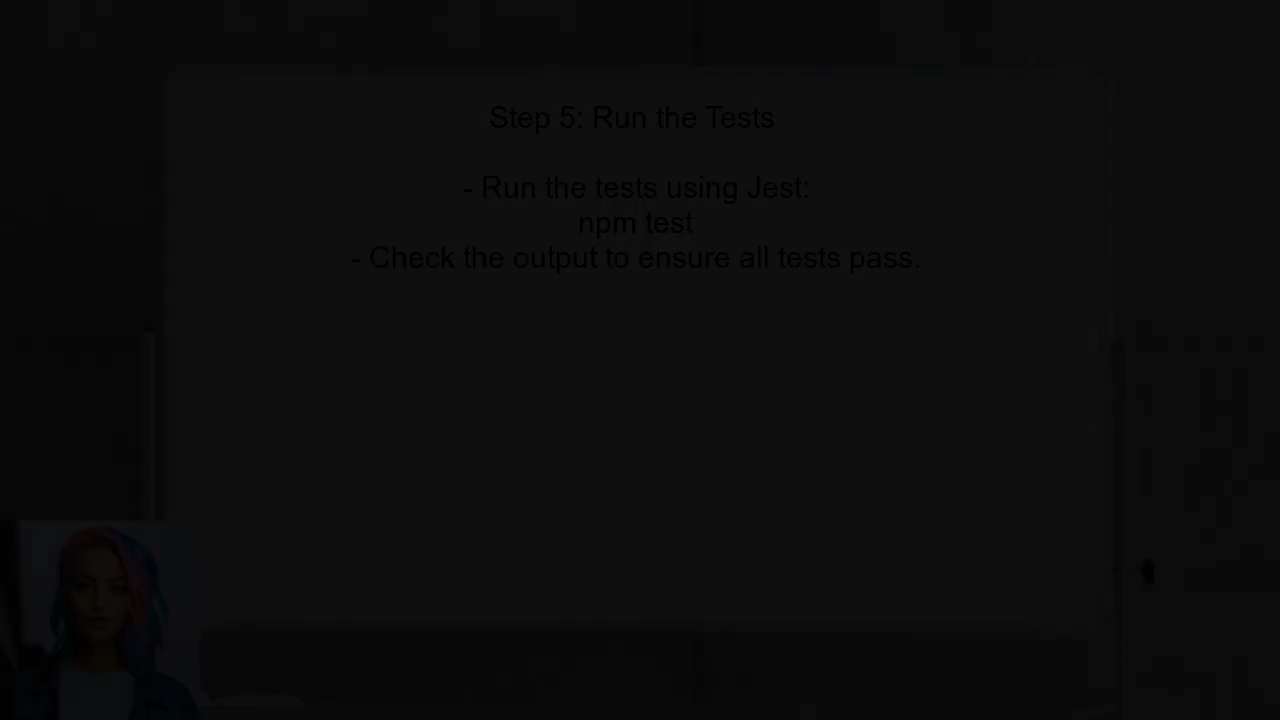 Step 5: Run the Tests
- Run the tests using Jest:
npm test
- Check the output to ensure all tests pass.